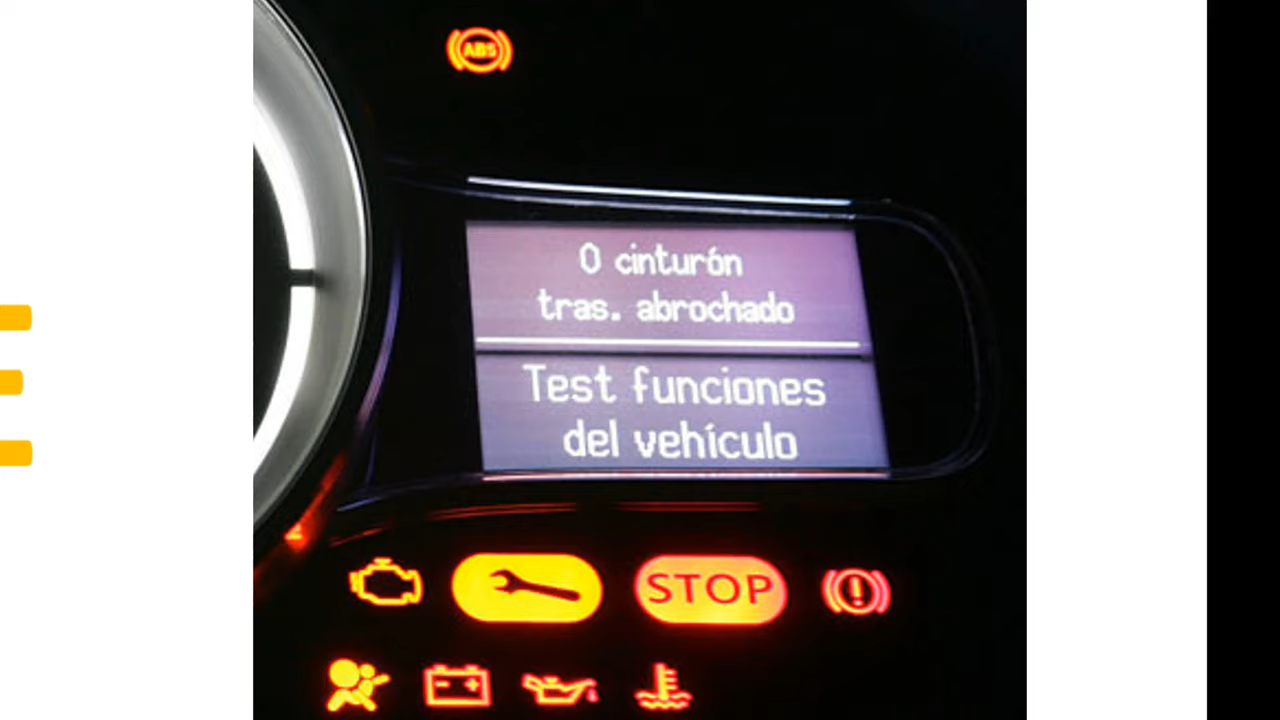 ABS
0 cinturón
tras. abrochado
Test funciones
del vehículo
STOP